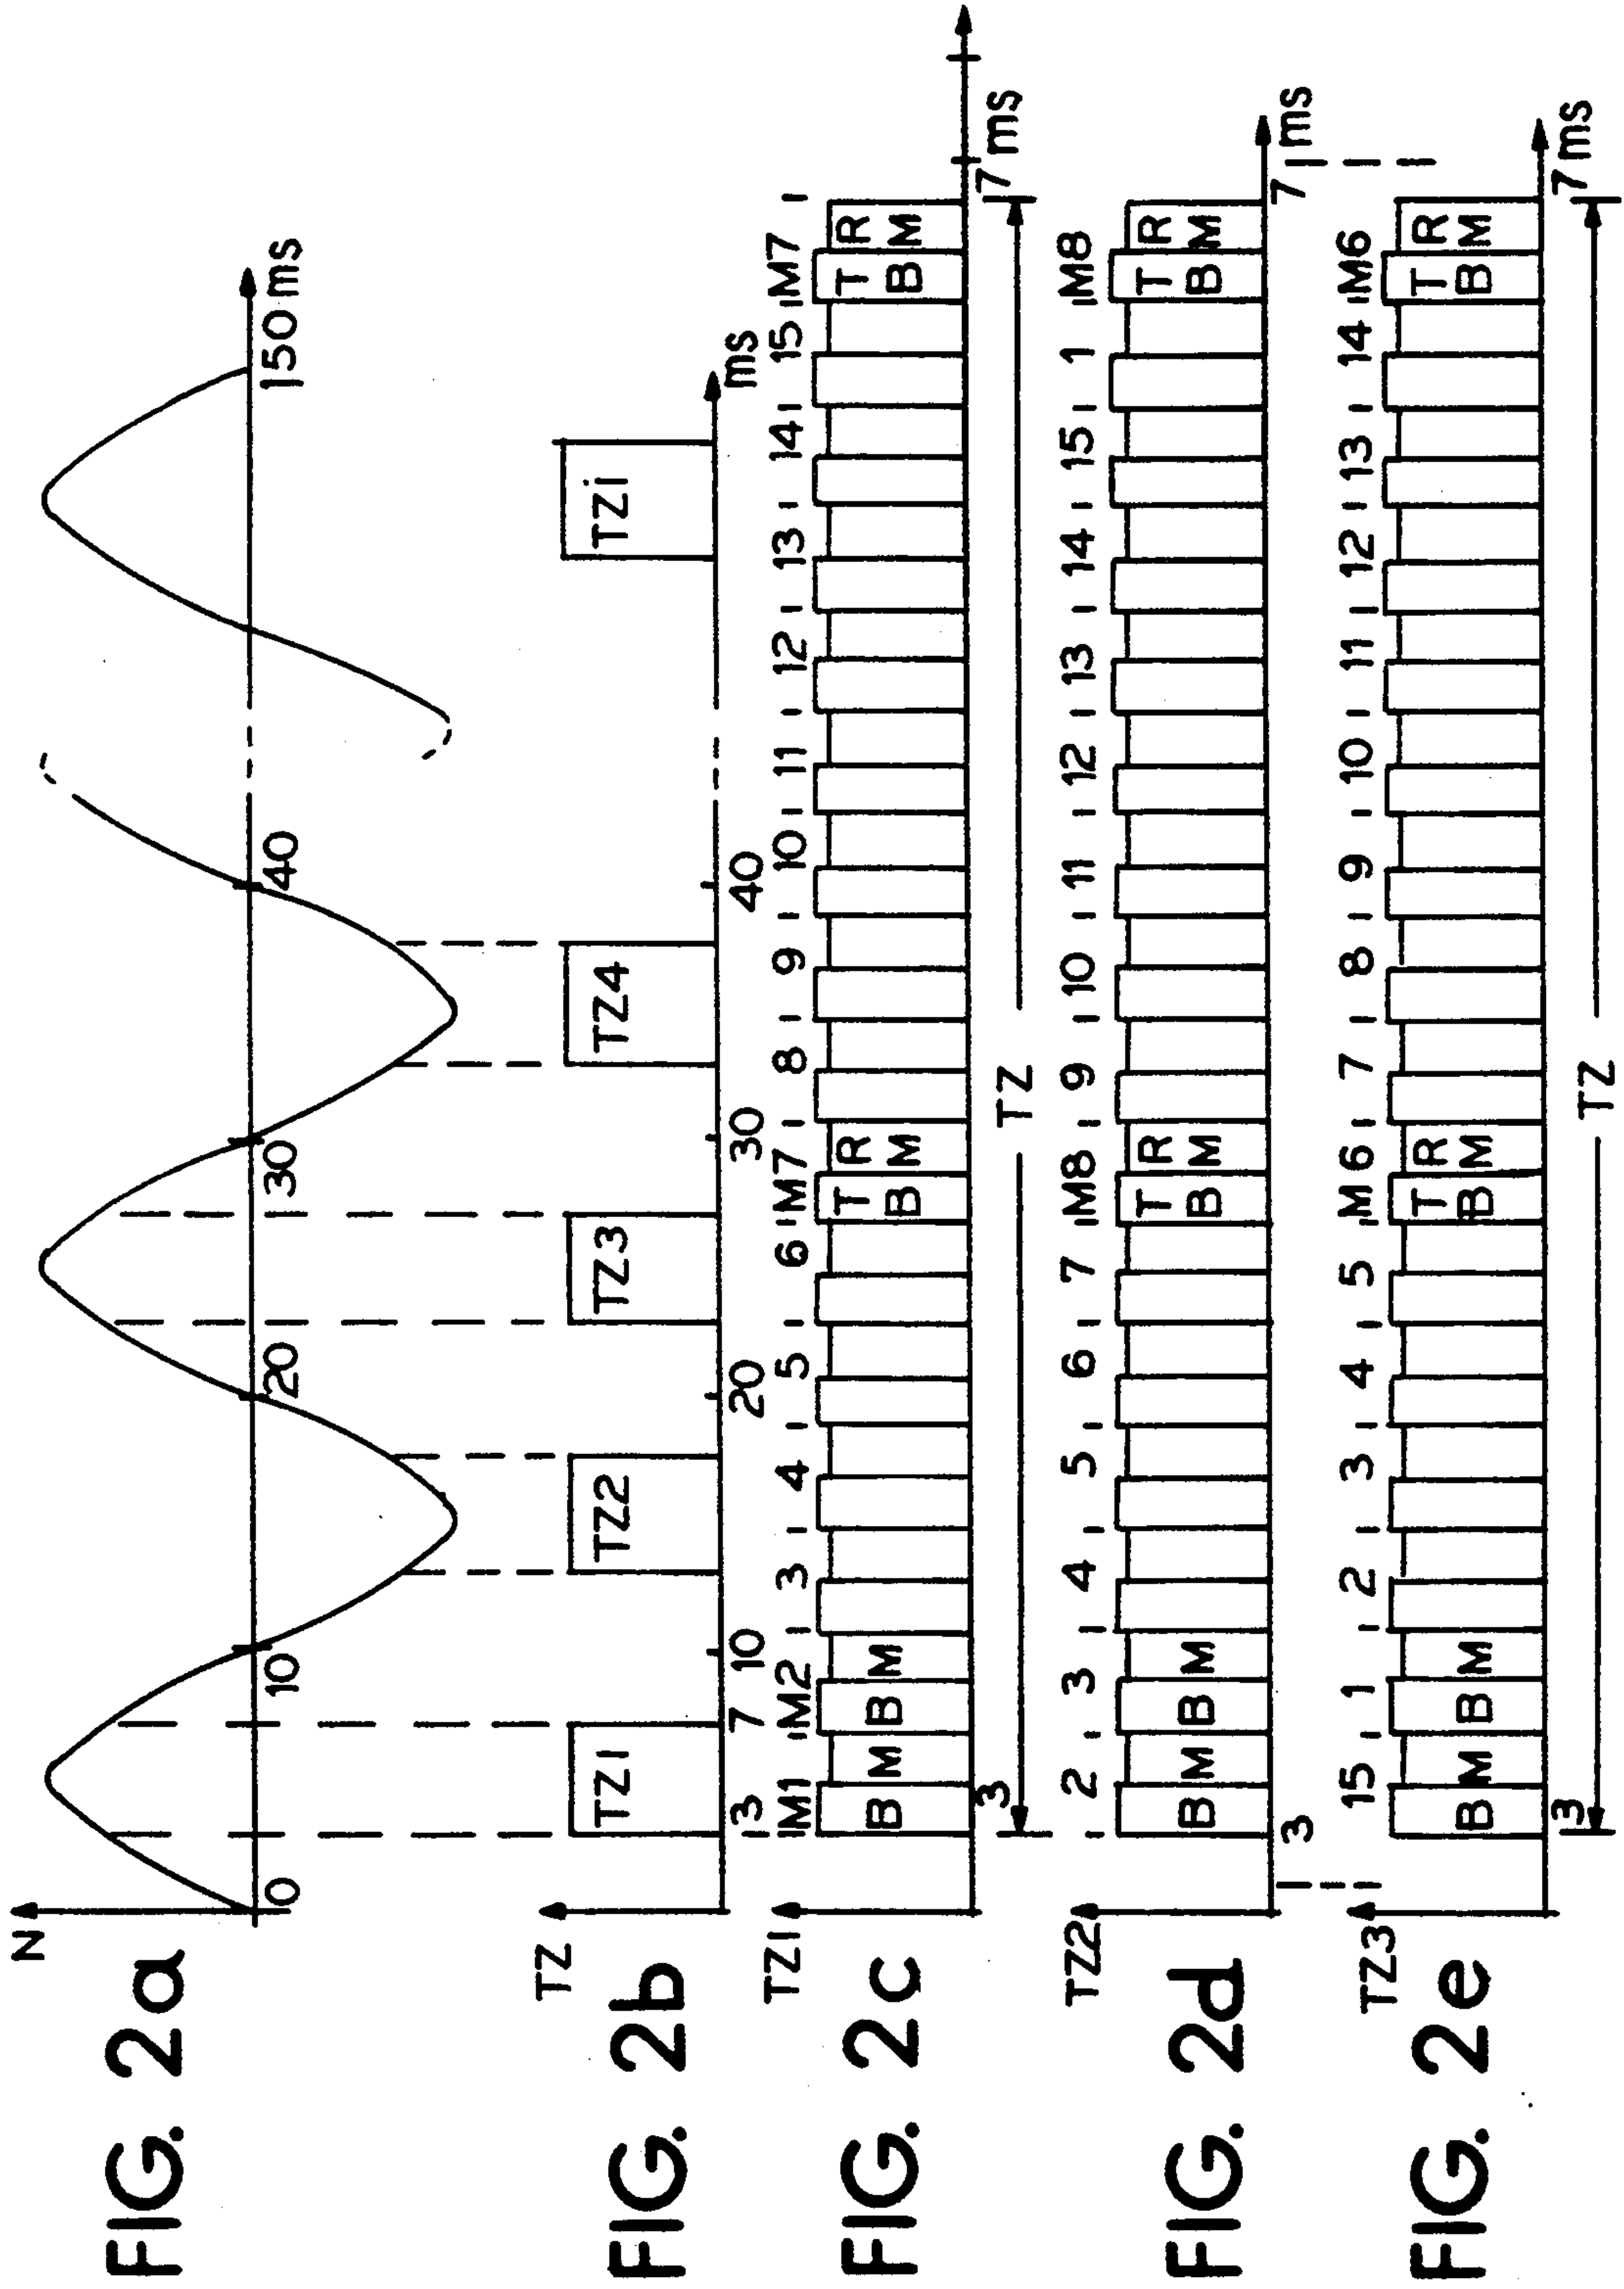 FIG. 2a
N
0 10 20 30 40 150 ms
FIG. 2b
TZ
TZ1 TZ2 TZ3 TZ4 TZi
3 7 10 20 30 40 ms
FIG. 2c
TZ1
M1 M2 3 4 5 6 M7 8 9 10 11 12 13 14 15 M7
B M B M T B R M T B R M
3 7 ms
TZ
FIG. 2d
TZ2
2 3 4 5 6 7 M8 9 10 11 12 13 14 15 1 M8
B M B M T B R M T B R M
3 7 ms
FIG. 2e
TZ3
15 1 2 3 4 5 M6 7 8 9 10 11 12 13 14 M6
B M B M T B R M T B R M
3 7 ms
TZ